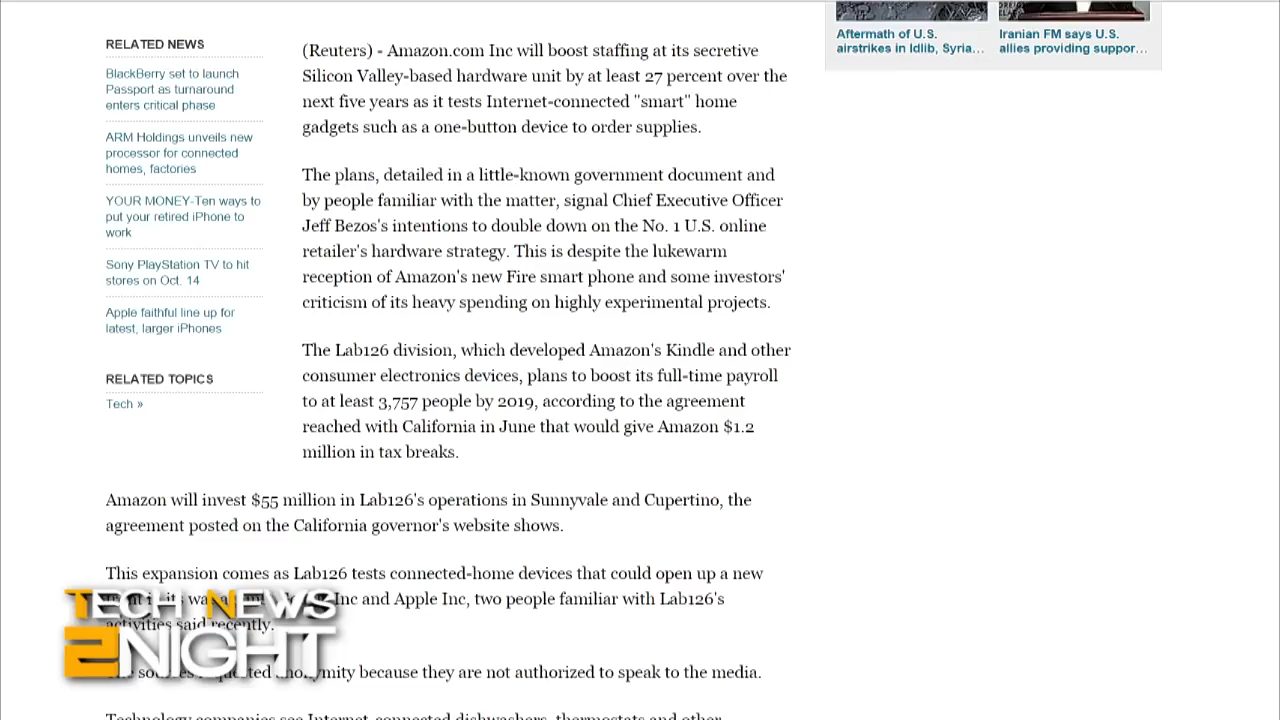 Aftermath of U.S.
airstrikes in Idlib, Syria...
Iranian FM says U.S.
allies providing suppor...
RELATED NEWS
BlackBerry set to launch
Passport as turnaround
enters critical phase
ARM Holdings unveils new
processor for connected
homes, factories
YOUR MONEY-Ten ways to
put your retired iPhone to
work
Sony PlayStation TV to hit
stores on Oct. 14
Apple faithful line up for
latest, larger iPhones
RELATED TOPICS
Tech »
(Reuters) - Amazon.com Inc will boost staffing at its secretive
Silicon Valley-based hardware unit by at least 27 percent over the
next five years as it tests Internet-connected "smart" home
gadgets such as a one-button device to order supplies.
The plans, detailed in a little-known government document and
by people familiar with the matter, signal Chief Executive Officer
Jeff Bezos's intentions to double down on the No. 1 U.S. online
retailer's hardware strategy. This is despite the lukewarm
reception of Amazon's new Fire smart phone and some investors'
criticism of its heavy spending on highly experimental projects.
The Lab126 division, which developed Amazon's Kindle and other
consumer electronics devices, plans to boost its full-time payroll
to at least 3,757 people by 2019, according to the agreement
reached with California in June that would give Amazon $1.2
million in tax breaks.
Amazon will invest $55 million in Lab126's operations in Sunnyvale and Cupertino, the
agreement posted on the California governor's website shows.
This expansion comes as Lab126 tests connected-home devices that could open up a new
Inc and Apple Inc, two people familiar with Lab126's
activities said recently.
anonymity because they are not authorized to speak to the media.
Technology companies see Internet-connected dishwashers, thermostats and other
TECH NEWS
2NIGHT